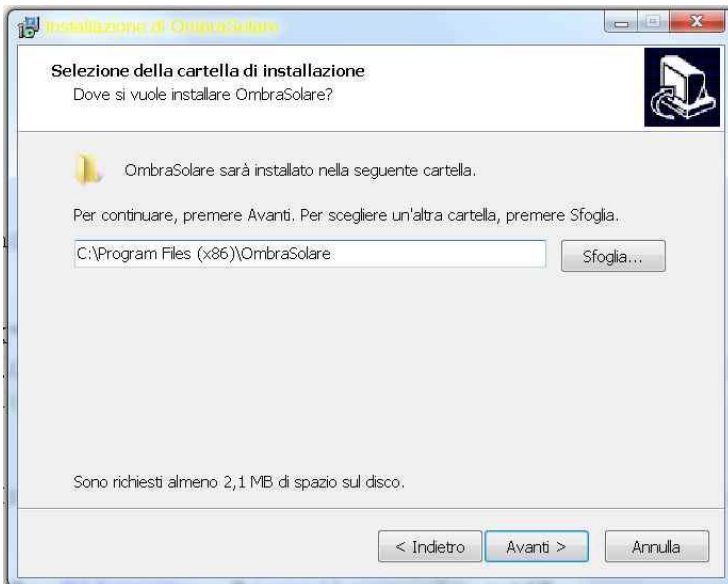 Installazione di OmbraSolare
Selezione della cartella di installazione
Dove si vuole installare OmbraSolare?
OmbraSolare sarà installato nella seguente cartella.
Per continuare, premere Avanti. Per scegliere un'altra cartella, premere Sfoglia.
C:\Program Files (x86)\OmbraSolare
Sfoglia...
Sono richiesti almeno 2,1 MB di spazio sul disco.
< Indietro
Avanti >
Annulla